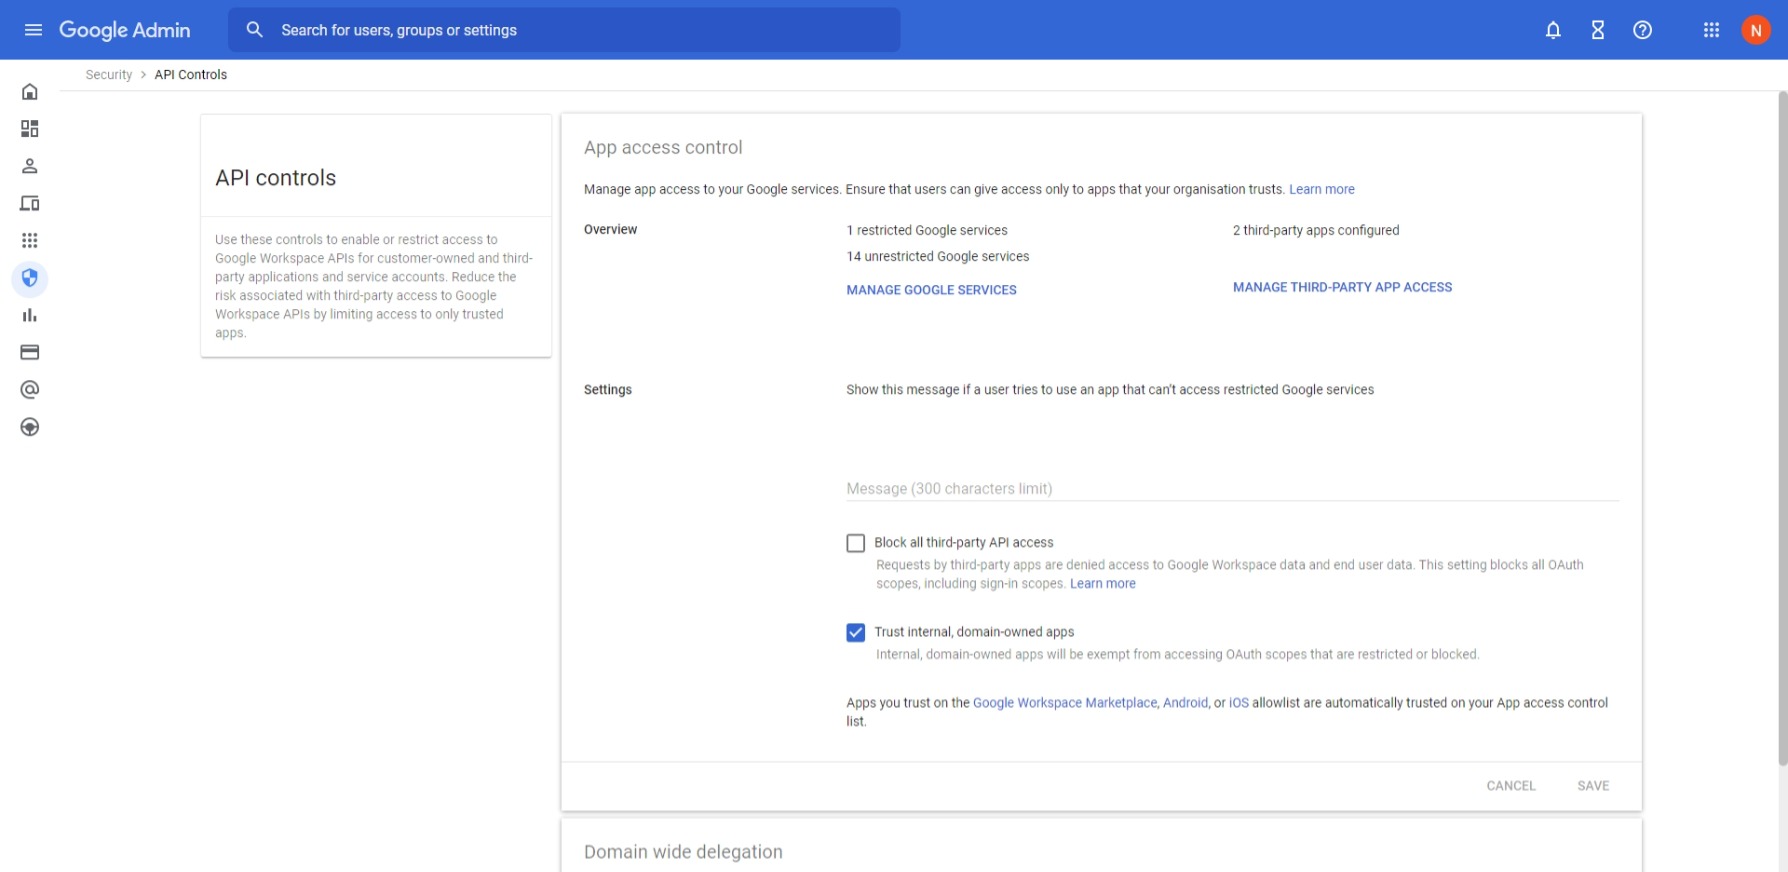 Google Admin
Search for users, groups or settings
N
Security > API Controls
API controls
Use these controls to enable or restrict access to
Google Workspace APIs for customer-owned and third-
party applications and service accounts. Reduce the
risk associated with third-party access to Google
Workspace APIs by limiting access to only trusted
apps.
App access control
Manage app access to your Google services. Ensure that users can give access only to apps that your organisation trusts. Learn more
Overview
1 restricted Google services
14 unrestricted Google services
MANAGE GOOGLE SERVICES
2 third-party apps configured
MANAGE THIRD-PARTY APP ACCESS
Settings
Show this message if a user tries to use an app that can't access restricted Google services
Message (300 characters limit)
Block all third-party API access
Requests by third-party apps are denied access to Google Workspace data and end user data. This setting blocks all OAuth
scopes, including sign-in scopes. Learn more
Trust internal, domain-owned apps
Internal, domain-owned apps will be exempt from accessing OAuth scopes that are restricted or blocked.
Apps you trust on the Google Workspace Marketplace, Android, or iOS allowlist are automatically trusted on your App access control
list.
CANCEL
SAVE
Domain wide delegation